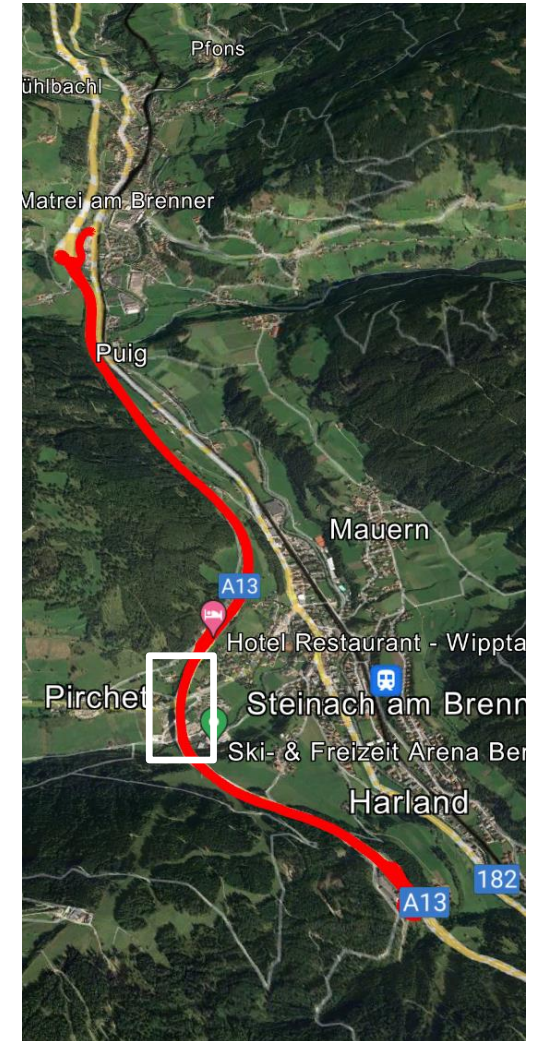 Pfons
ühlbachl
Matrei am Brenner
Puig
Mauern
A13
Hotel Restaurant - Wippta
Pirchet
Steinach am Brenn
Ski- & Freizeit Arena Ber
Harland
182
A13